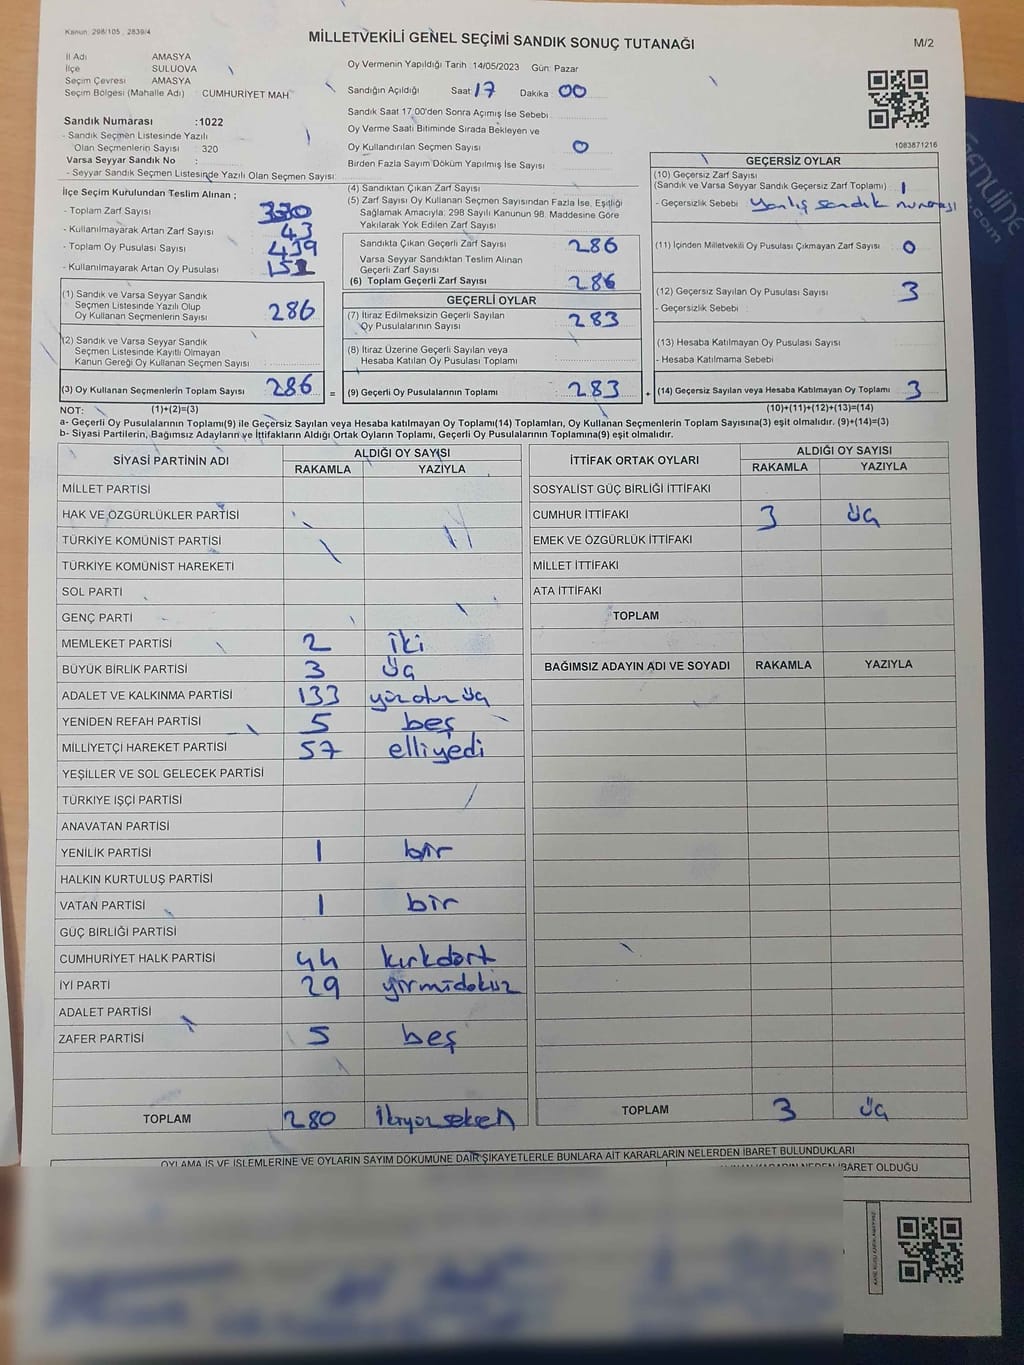 Kanun: 298/105 , 2839/4
MİLLETVEKİLİ GENEL SEÇİMİ SANDIK SONUÇ TUTANAĞI
M/2
İl Adı AMASYA
İlçe SULUOVA
Seçim Çevresi AMASYA
Seçim Bölgesi (Mahalle Adı) CUMHURİYET MAH.
Oy Vermenin Yapıldığı Tarih :14/05/2023 Gün: Pazar
Sandığın Açıldığı Saat 17 Dakika 00
Sandık Saat 17:00'den Sonra Açımış İse Sebebi
Oy Verme Saati Bitiminde Sırada Bekleyen ve
Oy Kullandırılan Seçmen Sayısı 0
Birden Fazla Sayım Döküm Yapılmış İse Sayısı
1083871216
Sandık Numarası :1022
- Sandık Seçmen Listesinde Yazılı
Olan Seçmenlerin Sayısı : 320
Varsa Seyyar Sandık No :
- Seyyar Sandık Seçmen Listesinde Yazılı Olan Seçmen Sayısı:
İlçe Seçim Kurulundan Teslim Alınan ;
- Toplam Zarf Sayısı 330
- Kullanılmayarak Artan Zarf Sayısı 43
- Toplam Oy Pusulası Sayısı 439
- Kullanılmayarak Artan Oy Pusulası
(1) Sandık ve Varsa Seyyar Sandık
Seçmen Listesinde Yazılı Olup
Oy Kullanan Seçmenlerin Sayısı 286
(2) Sandık ve Varsa Seyyar Sandık
Seçmen Listesinde Kayıtlı Olmayan
Kanun Gereği Oy Kullanan Seçmen Sayısı
(3) Oy Kullanan Seçmenlerin Toplam Sayısı 286 =
(4) Sandıktan Çıkan Zarf Sayısı
(5) Zarf Sayısı Oy Kullanan Seçmen Sayısından Fazla İse, Eşitliği
Sağlamak Amacıyla; 298 Sayılı Kanunun 98. Maddesine Göre
Yakılarak Yok Edilen Zarf Sayısı
Sandıkta Çıkan Geçerli Zarf Sayısı 286
Varsa Seyyar Sandıktan Teslim Alınan
Geçerli Zarf Sayısı
(6) Toplam Geçerli Zarf Sayısı 286
GEÇERLİ OYLAR
(7) İtiraz Edilmeksizin Geçerli Sayılan
Oy Pusulalarının Sayısı 283
(8) İtiraz Üzerine Geçerli Sayılan veya
Hesaba Katılan Oy Pusulası Toplamı
(9) Geçerli Oy Pusulalarının Toplamı 283 +
GEÇERSİZ OYLAR
(10) Geçersiz Zarf Sayısı
(Sandık ve Varsa Seyyar Sandık Geçersiz Zarf Toplamı) 1
- Geçersizlik Sebebi yanlış sandık numarası
(11) İçinden Milletvekili Oy Pusulası Çıkmayan Zarf Sayısı 0
(12) Geçersiz Sayılan Oy Pusulası Sayısı 3
- Geçersizlik Sebebi
(13) Hesaba Katılmayan Oy Pusulası Sayısı
- Hesaba Katılmama Sebebi
(14) Geçersiz Sayılan veya Hesaba Katılmayan Oy Toplamı 3
NOT: (1)+(2)=(3) (10)+(11)+(12)+(13)=(14)
a- Geçerli Oy Pusulalarının Toplamı(9) ile Geçersiz Sayılan veya Hesaba katılmayan Oy Toplamı(14) Toplamları, Oy Kullanan Seçmenlerin Toplam Sayısına(3) eşit olmalıdır. (9)+(14)=(3)
b- Siyasi Partilerin, Bağımsız Adayların ve İttifakların Aldığı Ortak Oyların Toplamı, Geçerli Oy Pusulalarının Toplamına(9) eşit olmalıdır.
SİYASİ PARTİNİN ADI ALDIĞI OY SAYISI
RAKAMLA YAZIYLA
MİLLET PARTİSİ
HAK VE ÖZGÜRLÜKLER PARTİSİ
TÜRKİYE KOMÜNİST PARTİSİ
TÜRKİYE KOMÜNİST HAREKETİ
SOL PARTİ
GENÇ PARTİ
MEMLEKET PARTİSİ 2 iki
BÜYÜK BİRLİK PARTİSİ 3 üç
ADALET VE KALKINMA PARTİSİ 133 yüzotuzüç
YENİDEN REFAH PARTİSİ 5 beş
MİLLİYETÇİ HAREKET PARTİSİ 57 elliyedi
YEŞİLLER VE SOL GELECEK PARTİSİ
TÜRKİYE İŞÇİ PARTİSİ
ANAVATAN PARTİSİ
YENİLİK PARTİSİ 1 bir
HALKIN KURTULUŞ PARTİSİ
VATAN PARTİSİ 1 bir
GÜÇ BİRLİĞİ PARTİSİ
CUMHURİYET HALK PARTİSİ 44 kırkdört
İYİ PARTİ 29 yirmidokuz
ADALET PARTİSİ
ZAFER PARTİSİ 5 beş
TOPLAM 280 ikiyüzseksen
İTTİFAK ORTAK OYLARI ALDIĞI OY SAYISI
RAKAMLA YAZIYLA
SOSYALİST GÜÇ BİRLİĞİ İTTİFAKI
CUMHUR İTTİFAKI 3 üç
EMEK VE ÖZGÜRLÜK İTTİFAKI
MİLLET İTTİFAKI
ATA İTTİFAKI
TOPLAM
BAĞIMSIZ ADAYIN ADI VE SOYADI RAKAMLA YAZIYLA
TOPLAM 3 üç
OYLAMA İŞ VE İŞLEMLERİNE VE OYLARIN SAYIM DÖKÜMÜNE DAİR ŞİKAYETLERLE BUNLARA AİT KARARLARIN NELERDEN İBARET BULUNDUKLARI
İBARET OLDUĞU